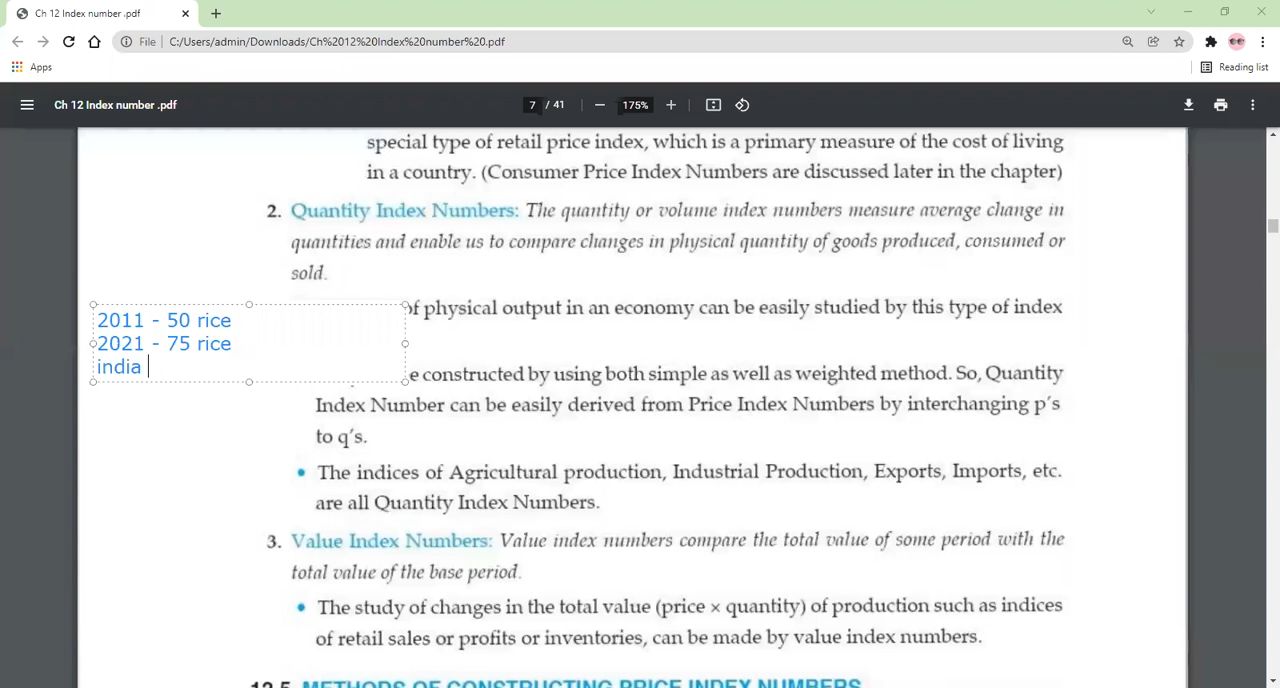 Ch 12 Index number .pdf
File
C:/Users/admin/Downloads/Ch%2012%20Index%20number%20.pdf
Apps
Reading list
Ch 12 Index number .pdf
7 / 41
175%
special type of retail price index, which is a primary measure of the cost of living
in a country. (Consumer Price Index Numbers are discussed later in the chapter)
2. Quantity Index Numbers: The quantity or volume index numbers measure average change in
quantities and enable us to compare changes in physical quantity of goods produced, consumed or
sold.
of physical output in an economy can be easily studied by this type of index
2011 - 50 rice
2021 - 75 rice
india
e constructed by using both simple as well as weighted method. So, Quantity
Index Number can be easily derived from Price Index Numbers by interchanging p's
to q's.
• The indices of Agricultural production, Industrial Production, Exports, Imports, etc.
are all Quantity Index Numbers.
3. Value Index Numbers: Value index numbers compare the total value of some period with the
total value of the base period.
• The study of changes in the total value (price × quantity) of production such as indices
of retail sales or profits or inventories, can be made by value index numbers.
12.5 METHODS OF CONSTRUCTING PRICE INDEX NUMBERS